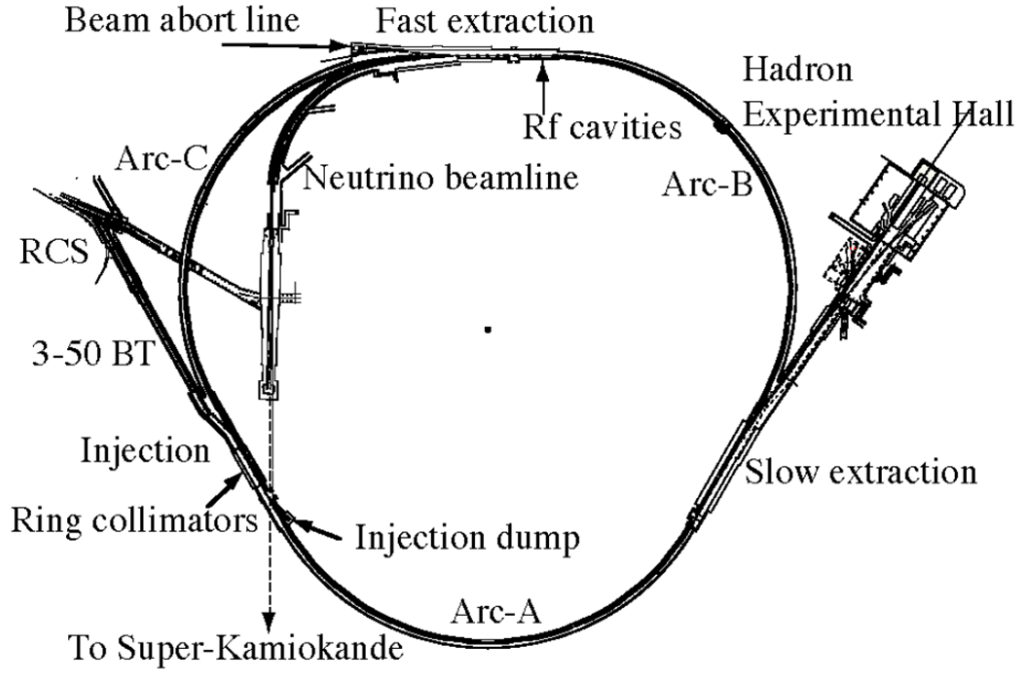 Beam abort line
Fast extraction
Hadron
Experimental Hall
Rf cavities
Arc-C
Neutrino beamline
Arc-B
RCS
3-50 BT
Injection
Slow extraction
Ring collimators
Injection dump
Arc-A
To Super-Kamiokande